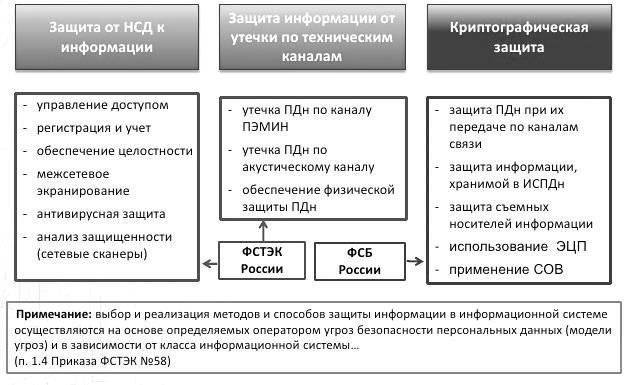 Защита от НСД к
информации
Защита информации от
утечки по техническим
каналам
Криптографическая
защита
- управление доступом
- регистрация и учет
- обеспечение целостности
- межсетевое
экранирование
- антивирусная защита
- анализ защищенности
(сетевые сканеры)
- утечка ПДн по каналу
ПЭМИН
- утечка ПДн по
акустическому каналу
- обеспечение физической
защиты ПДн
- защита ПДн при их
передаче по каналам
связи
- защита информации,
хранимой в ИСПДн
- защита съемных
носителей информации
- использование ЭЦП
- применение СОВ
ФСТЭК
России
ФСБ
России
Примечание: выбор и реализация методов и способов защиты информации в информационной системе
осуществляются на основе определяемых оператором угроз безопасности персональных данных (модели
угроз) и в зависимости от класса информационной системы…
(п. 1.4 Приказа ФСТЭК №58)